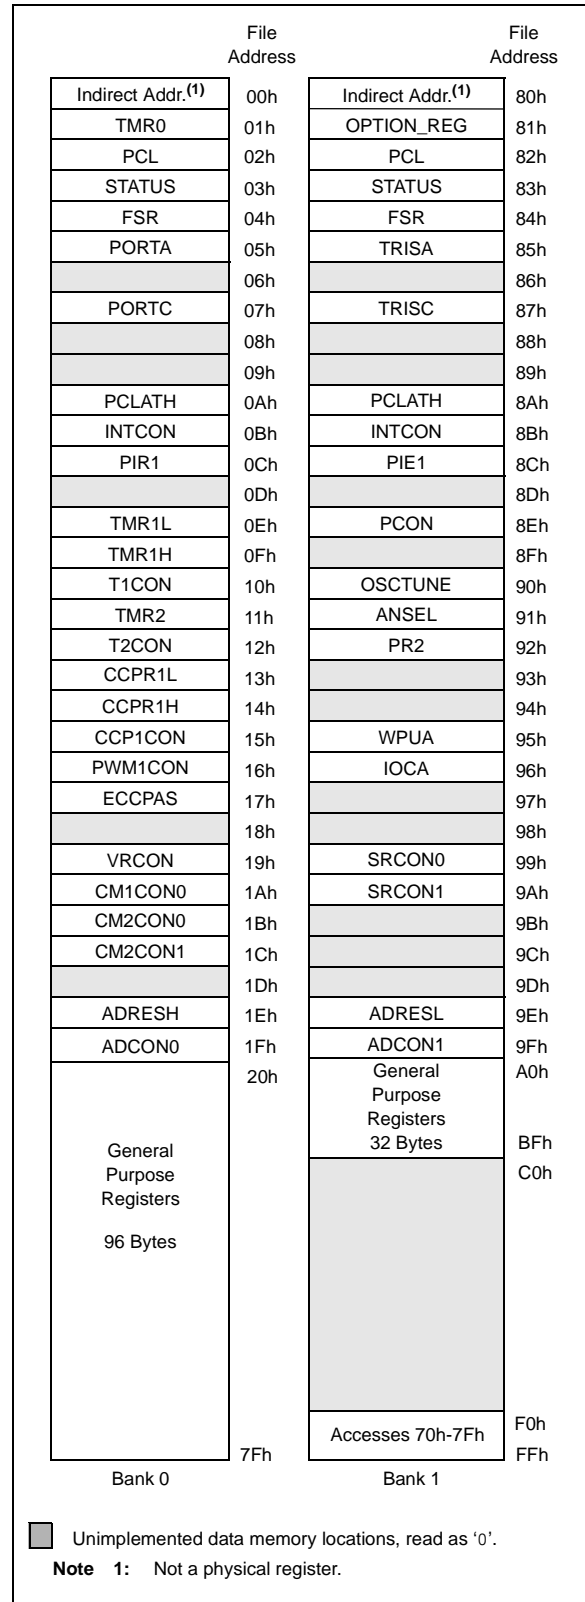 File Address File Address
Indirect Addr.(1) 00h Indirect Addr.(1) 80h
TMR0 01h OPTION_REG 81h
PCL 02h PCL 82h
STATUS 03h STATUS 83h
FSR 04h FSR 84h
PORTA 05h TRISA 85h
06h 86h
PORTC 07h TRISC 87h
08h 88h
09h 89h
PCLATH 0Ah PCLATH 8Ah
INTCON 0Bh INTCON 8Bh
PIR1 0Ch PIE1 8Ch
0Dh 8Dh
TMR1L 0Eh PCON 8Eh
TMR1H 0Fh 8Fh
T1CON 10h OSCTUNE 90h
TMR2 11h ANSEL 91h
T2CON 12h PR2 92h
CCPR1L 13h 93h
CCPR1H 14h 94h
CCP1CON 15h WPUA 95h
PWM1CON 16h IOCA 96h
ECCPAS 17h 97h
18h 98h
VRCON 19h SRCON0 99h
CM1CON0 1Ah SRCON1 9Ah
CM2CON0 1Bh 9Bh
CM2CON1 1Ch 9Ch
1Dh 9Dh
ADRESH 1Eh ADRESL 9Eh
ADCON0 1Fh ADCON1 9Fh
20h General A0h
Purpose
Registers
32 Bytes BFh
General
Purpose
Registers
96 Bytes
C0h
Accesses 70h-7Fh F0h
7Fh FFh
Bank 0 Bank 1
Unimplemented data memory locations, read as ‘0’.
Note 1: Not a physical register.